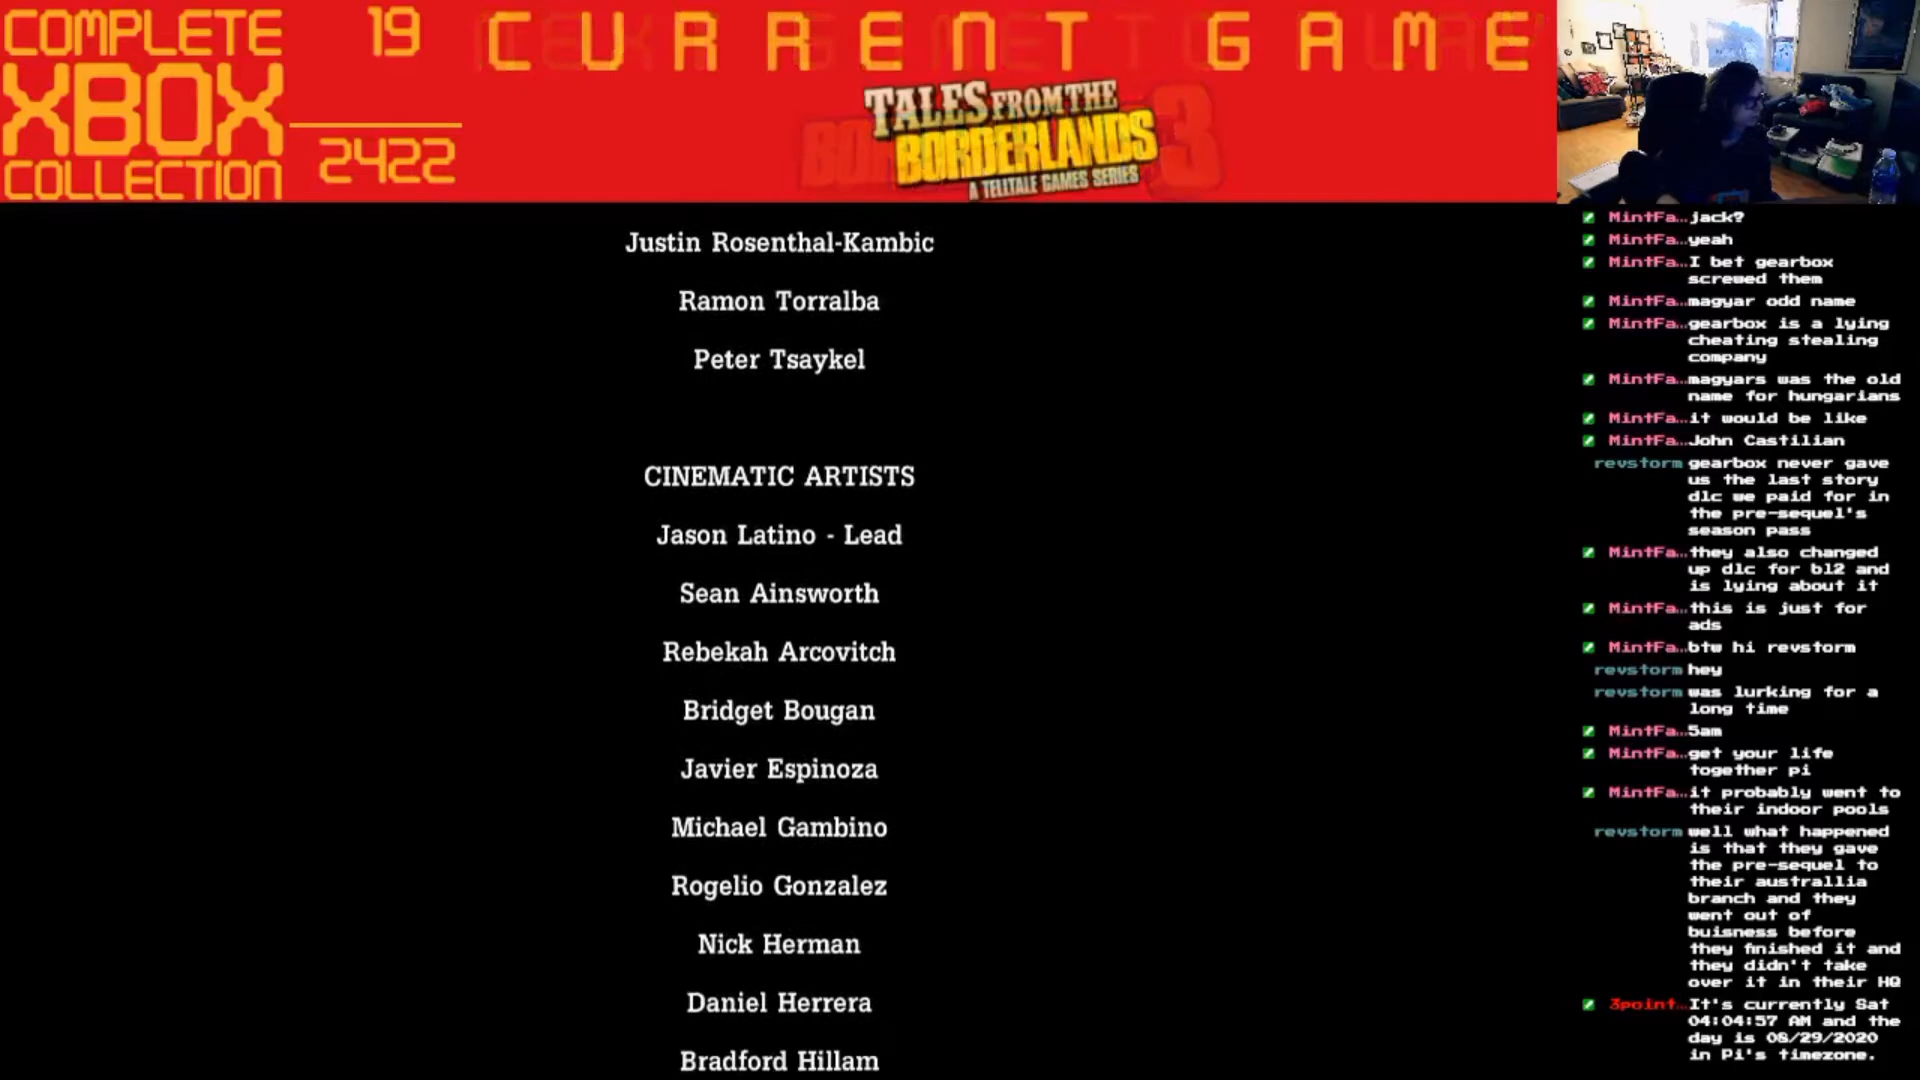 COMPLETE
XBOX
COLLECTION
19
2422
CURRENT GAME
TALES FROM THE
BORDERLANDS
A TELLTALE GAMES SERIES
3
Justin Rosenthal-Kambic
Ramon Torralba
Peter Tsaykel
CINEMATIC ARTISTS
Jason Latino - Lead
Sean Ainsworth
Rebekah Arcovitch
Bridget Bougan
Javier Espinoza
Michael Gambino
Rogelio Gonzalez
Nick Herman
Daniel Herrera
Bradford Hillam
MintFa…jack?
MintFa…yeah
MintFa…I bet gearbox
screwed them
MintFa…magyar odd name
MintFa…gearbox is a lying
cheating stealing
company
MintFa…magyars was the old
name for hungarians
MintFa…it would be like
MintFa…John Castilian
revstorm gearbox never gave
us the last story
dlc we paid for in
the pre-sequel's
season pass
MintFa…they also changed
up dlc for bl2 and
is lying about it
MintFa…this is just for
ads
MintFa…btw hi revstorm
revstorm hey
revstorm was lurking for a
long time
MintFa…5am
MintFa…get your life
together pi
MintFa…it probably went to
their indoor pools
revstorm well what happened
is that they gave
the pre-sequel to
their australlia
branch and they
went out of
buisness before
they finished it and
they didn't take
over it in their HQ
3point…It's currently Sat
04:04:57 AM and the
day is 08/29/2020
in Pi's timezone.